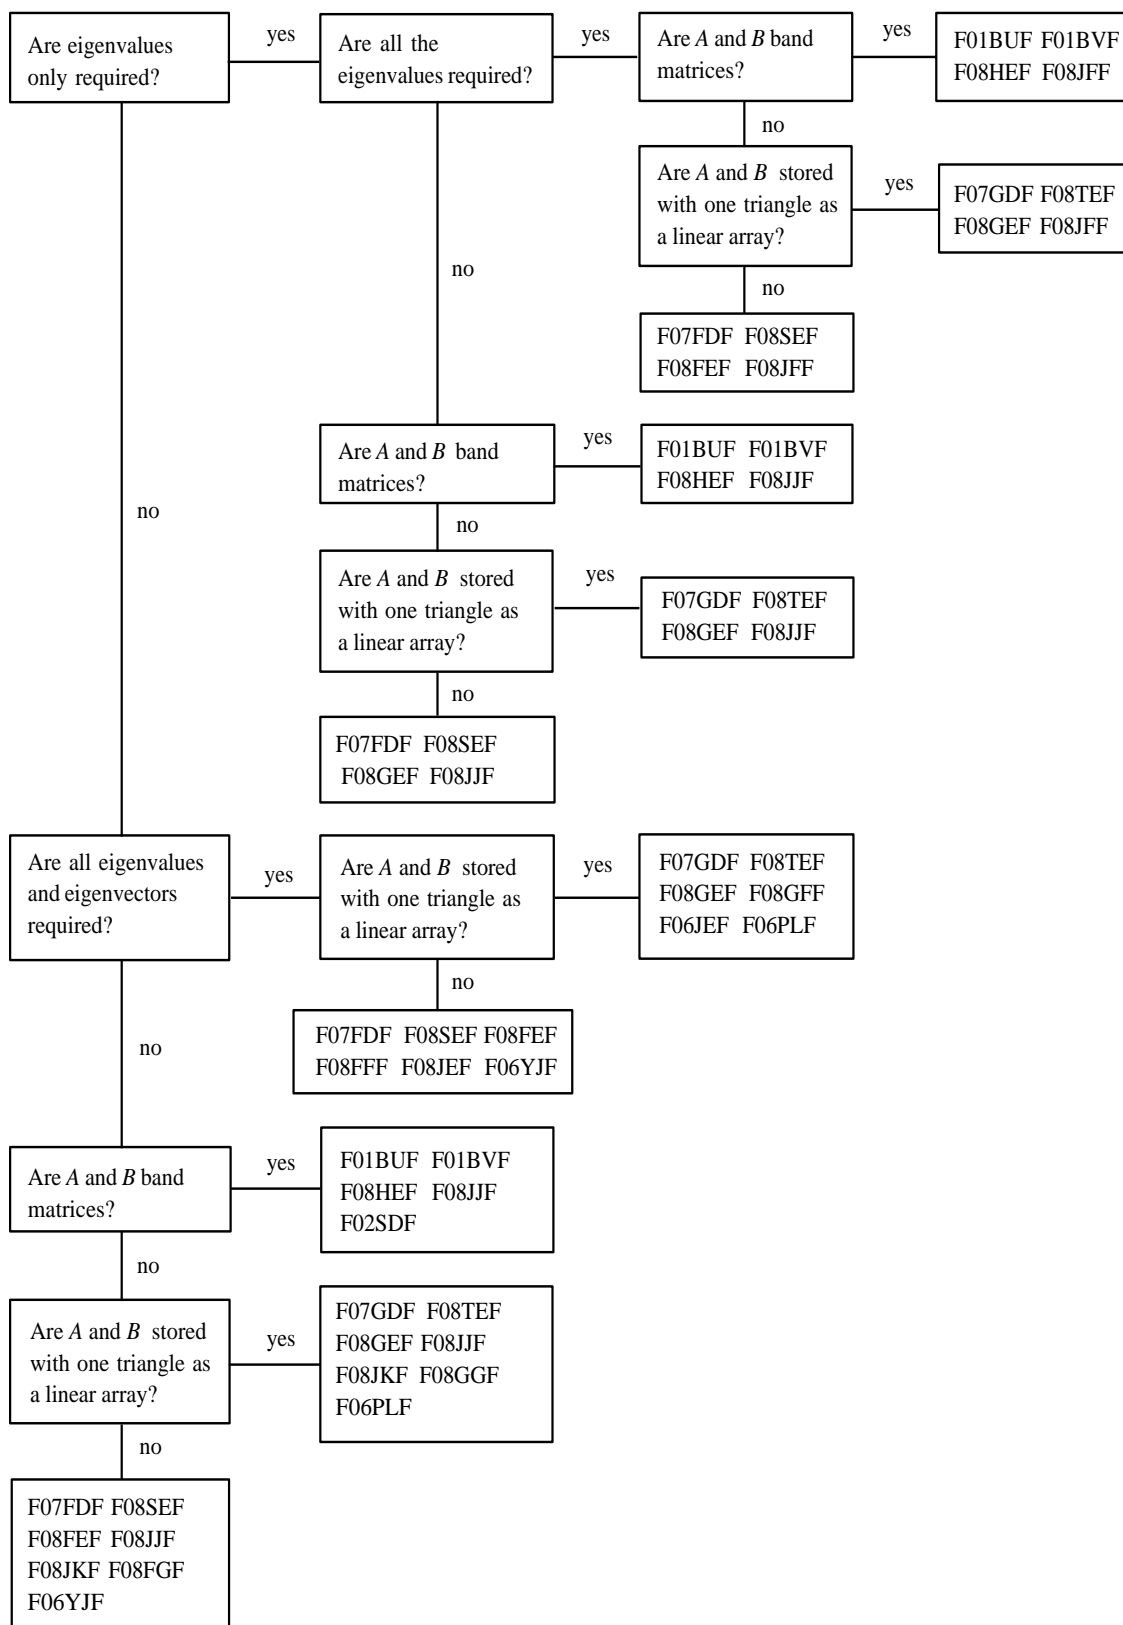 Are eigenvalues
only required?
yes
Are all the
eigenvalues required?
yes
Are A and B band
matrices?
yes
F01BUF F01BVF
F08HEF F08JFF
no
Are A and B stored
with one triangle as
a linear array?
yes
F07GDF F08TEF
F08GEF F08JFF
no
F07FDF F08SEF
F08FEF F08JFF
no
Are A and B band
matrices?
yes
F01BUF F01BVF
F08HEF F08JJF
no
no
Are A and B stored
with one triangle as
a linear array?
yes
F07GDF F08TEF
F08GEF F08JJF
no
F07FDF F08SEF
F08GEF F08JJF
Are all eigenvalues
and eigenvectors
required?
yes
Are A and B stored
with one triangle as
a linear array?
yes
F07GDF F08TEF
F08GEF F08GFF
F06JEF F06PLF
no
F07FDF F08SEF F08FEF
F08FFF F08JEF F06YJF
no
Are A and B band
matrices?
yes
F01BUF F01BVF
F08HEF F08JJF
F02SDF
no
Are A and B stored
with one triangle as
a linear array?
yes
F07GDF F08TEF
F08GEF F08JJF
F08JKF F08GGF
F06PLF
no
F07FDF F08SEF
F08FEF F08JJF
F08JKF F08FGF
F06YJF